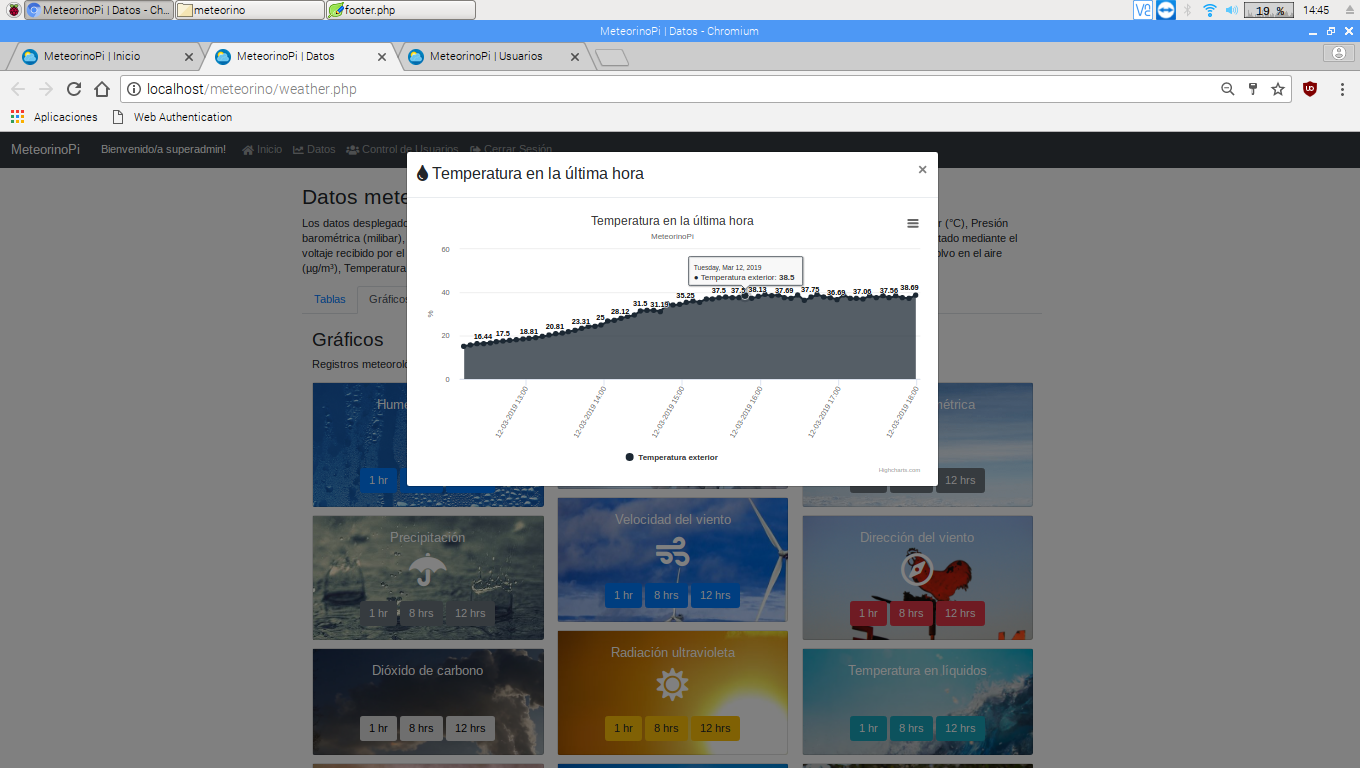 MeteorinoPi | Datos - Ch...
meteorino
footer.php
19 %
14:45
MeteorinoPi | Datos - Chromium
MeteorinoPi | Inicio
MeteorinoPi | Datos
MeteorinoPi | Usuarios
localhost/meteorino/weather.php
Aplicaciones
Web Authentication
MeteorinoPi
Bienvenido/a superadmin!
Inicio
Datos
Control de Usuarios
Cerrar Sesión
Temperatura en la última hora
×
Datos
Los datos desplegado
(°C), Presión
barométrica (milibar),
tado mediante el
voltaje recibido por el
olvo en el aire
(µg/m³), Temperatura
Temperatura en la última hora
MeteorinoPi
60
40
20
0
%
Tuesday, Mar 12, 2019
● Temperatura exterior: 38.5
16.44
17.5
18.81
20.81
23.31
25
28.12
31.5
31.19
35.25
37.5
38.13
37.69
37.75
36.69
37.06
37.56
38.69
12-03-2019 13:00
12-03-2019 14:00
12-03-2019 15:00
12-03-2019 16:00
12-03-2019 17:00
12-03-2019 18:00
Temperatura exterior
Highcharts.com
Tablas
Gráficos
Gráficos
Registros
1 hr
12 hrs
Precipitación
1 hr
8 hrs
12 hrs
Velocidad del viento
1 hr
8 hrs
12 hrs
Dirección del viento
1 hr
8 hrs
12 hrs
Dióxido de carbono
1 hr
8 hrs
12 hrs
Radiación ultravioleta
1 hr
8 hrs
12 hrs
Temperatura en líquidos
1 hr
8 hrs
12 hrs